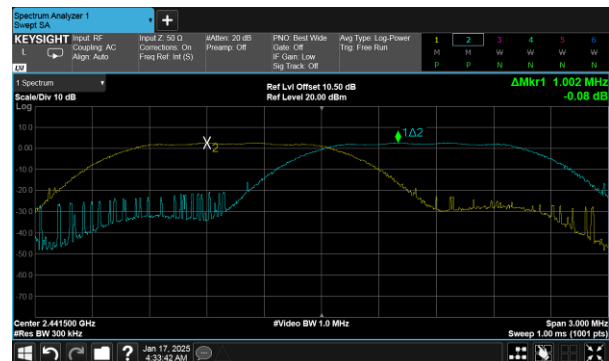 Spectrum Analyzer 1
Swept SA
+
KEYSIGHT
L
Input: RF
Coupling: AC
Align: Auto
Input Z: 50 Ω
Corrections: On
Freq Ref: Int (S)
#Atten: 20 dB
Preamp: Off
PNO: Best Wide
Gate: Off
IF Gain: Low
Sig Track: Off
Avg Type: Log-Power
Trig: Free Run
1 2 3 4 5 6
M M W W W W
P P N N N N
LW
1 Spectrum
Scale/Div 10 dB
Ref Lvl Offset 10.50 dB
Ref Level 20.00 dBm
ΔMkr1 1.002 MHz
-0.08 dB
Log
10.0
0.00
-10.0
-20.0
-30.0
-40.0
-50.0
-60.0
-70.0
X2
1Δ2
Center 2.441500 GHz
#Res BW 300 kHz
#Video BW 1.0 MHz
Span 3.000 MHz
Sweep 1.00 ms (1001 pts)
?
Jan 17, 2025
4:33:42 AM